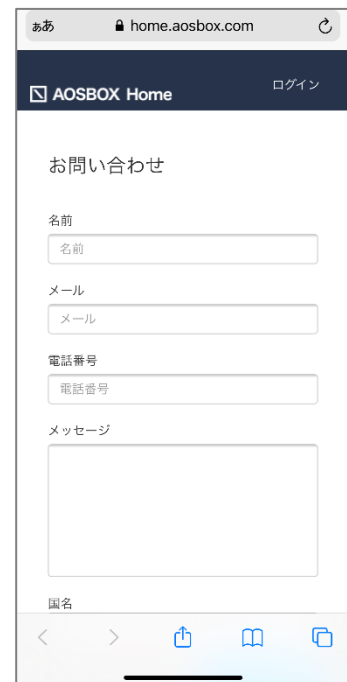 ああ home.aosbox.com
AOSBOX Home ログイン
お問い合わせ
名前
名前
メール
メール
電話番号
電話番号
メッセージ
国名